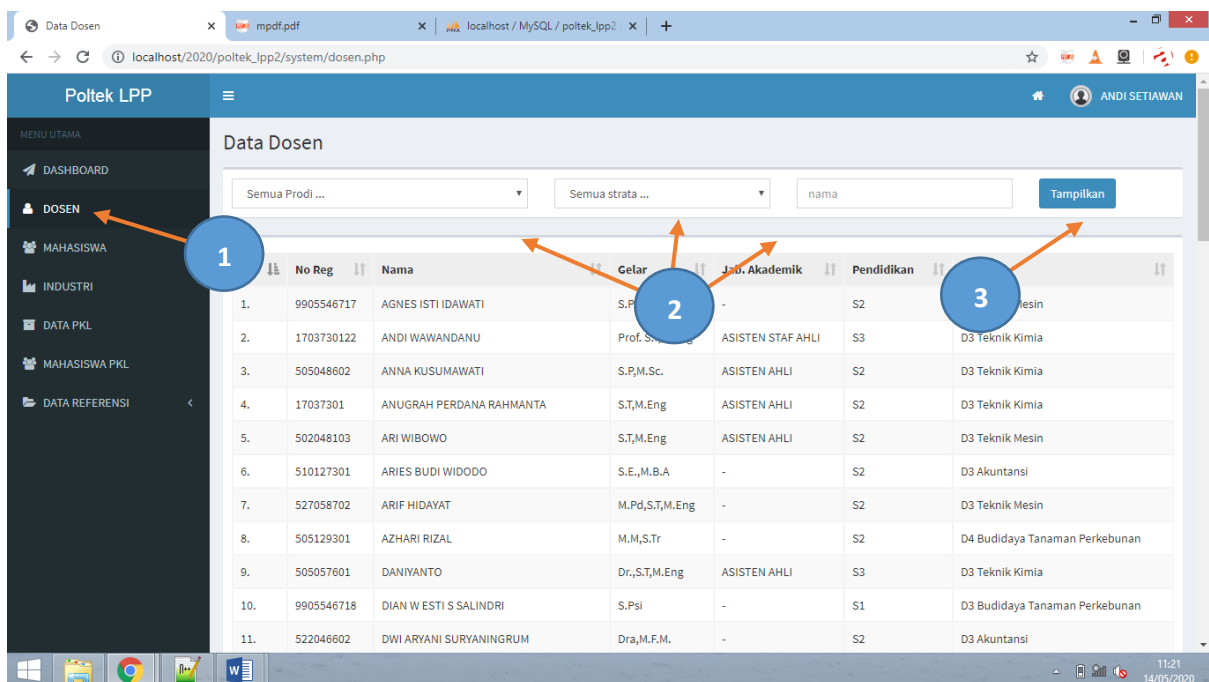 Data Dosen
mpdf.pdf
localhost / MySQL / poltek_lpp2
localhost/2020/poltek_lpp2/system/dosen.php
Poltek LPP
ANDI SETIAWAN
MENU UTAMA
DASHBOARD
DOSEN
MAHASISWA
INDUSTRI
DATA PKL
MAHASISWA PKL
DATA REFERENSI
Data Dosen
Semua Prodi ... Semua strata ... nama Tampilkan
1
2
3
No Reg Nama Gelar Jab. Akademik Pendidikan
1. 9905546717 AGNES ISTI IDAWATI - S2 Mesin
2. 1703730122 ANDI WAWANDANU Prof. ASISTEN STAF AHLI S3 D3 Teknik Kimia
3. 505048602 ANNA KUSUMAWATI S.P,M.Sc. ASISTEN AHLI S2 D3 Teknik Kimia
4. 17037301 ANUGRAH PERDANA RAHMANTA S.T,M.Eng ASISTEN AHLI S2 D3 Teknik Kimia
5. 502048103 ARI WIBOWO S.T,M.Eng ASISTEN AHLI S2 D3 Teknik Mesin
6. 510127301 ARIES BUDI WIDODO S.E.,M.B.A - S2 D3 Akuntansi
7. 527058702 ARIF HIDAYAT M.Pd,S.T,M.Eng - S2 D3 Teknik Mesin
8. 505129301 AZHARI RIZAL M.M,S.Tr - S2 D4 Budidaya Tanaman Perkebunan
9. 505057601 DANIYANTO Dr.,S.T,M.Eng ASISTEN AHLI S3 D3 Teknik Kimia
10. 9905546718 DIAN W ESTI S SALINDRI S.Psi - S1 D3 Budidaya Tanaman Perkebunan
11. 522046602 DWI ARYANI SURYANINGRUM Dra,M.F.M. - S2 D3 Akuntansi
11:21
14/05/2020